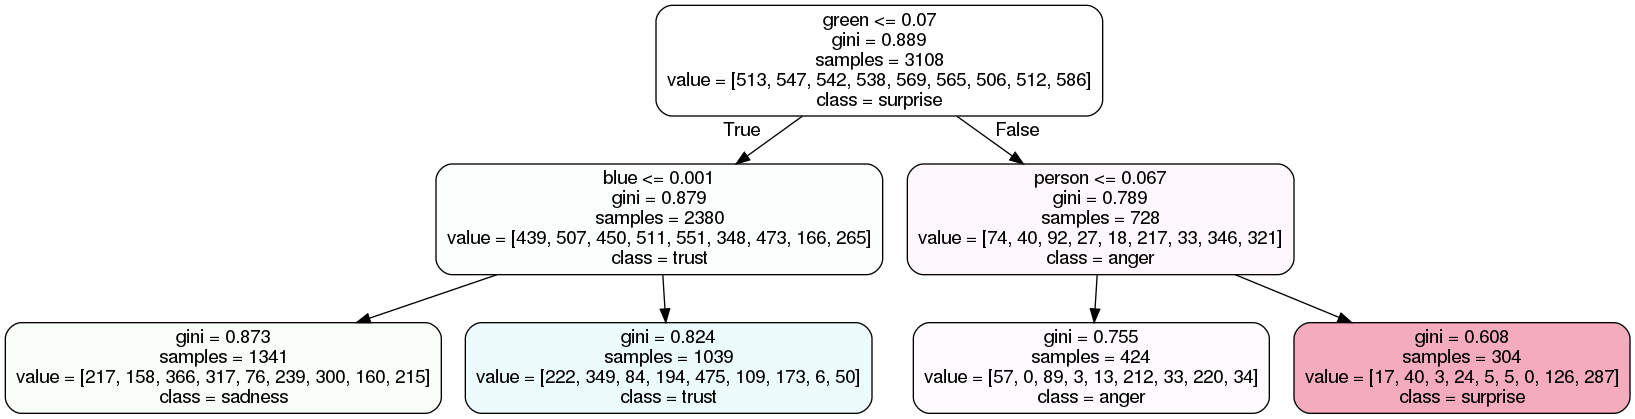 green <= 0.07
gini = 0.889
samples = 3108
value = [513, 547, 542, 538, 569, 565, 506, 512, 586]
class = surprise
True
False
blue <= 0.001
gini = 0.879
samples = 2380
value = [439, 507, 450, 511, 551, 348, 473, 166, 265]
class = trust
person <= 0.067
gini = 0.789
samples = 728
value = [74, 40, 92, 27, 18, 217, 33, 346, 321]
class = anger
gini = 0.873
samples = 1341
value = [217, 158, 366, 317, 76, 239, 300, 160, 215]
class = sadness
gini = 0.824
samples = 1039
value = [222, 349, 84, 194, 475, 109, 173, 6, 50]
class = trust
gini = 0.755
samples = 424
value = [57, 0, 89, 3, 13, 212, 33, 220, 34]
class = anger
gini = 0.608
samples = 304
value = [17, 40, 3, 24, 5, 5, 0, 126, 287]
class = surprise